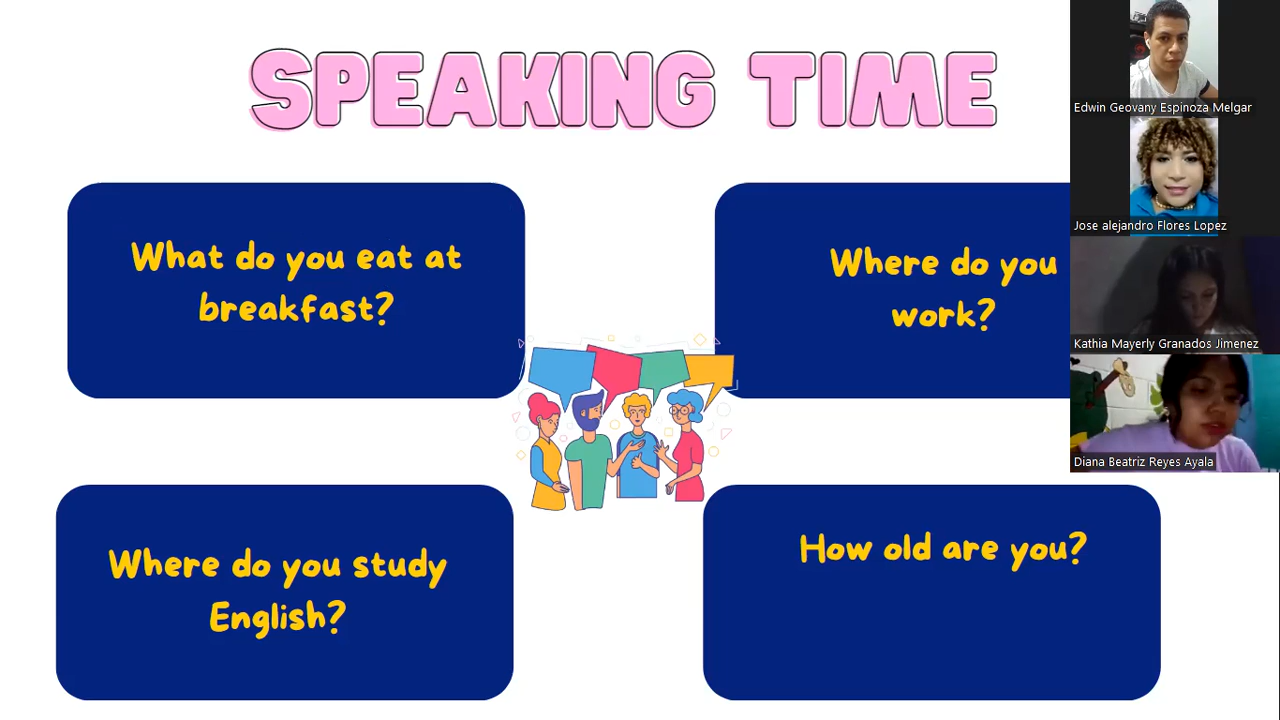 SPEAKING TIME
What do you eat at
breakfast?
Where do you
work?
Where do you study
English?
How old are you?
Edwin Geovany Espinoza Melgar
Jose alejandro Flores Lopez
Kathia Mayerly Granados Jimenez
Diana Beatriz Reyes Ayala